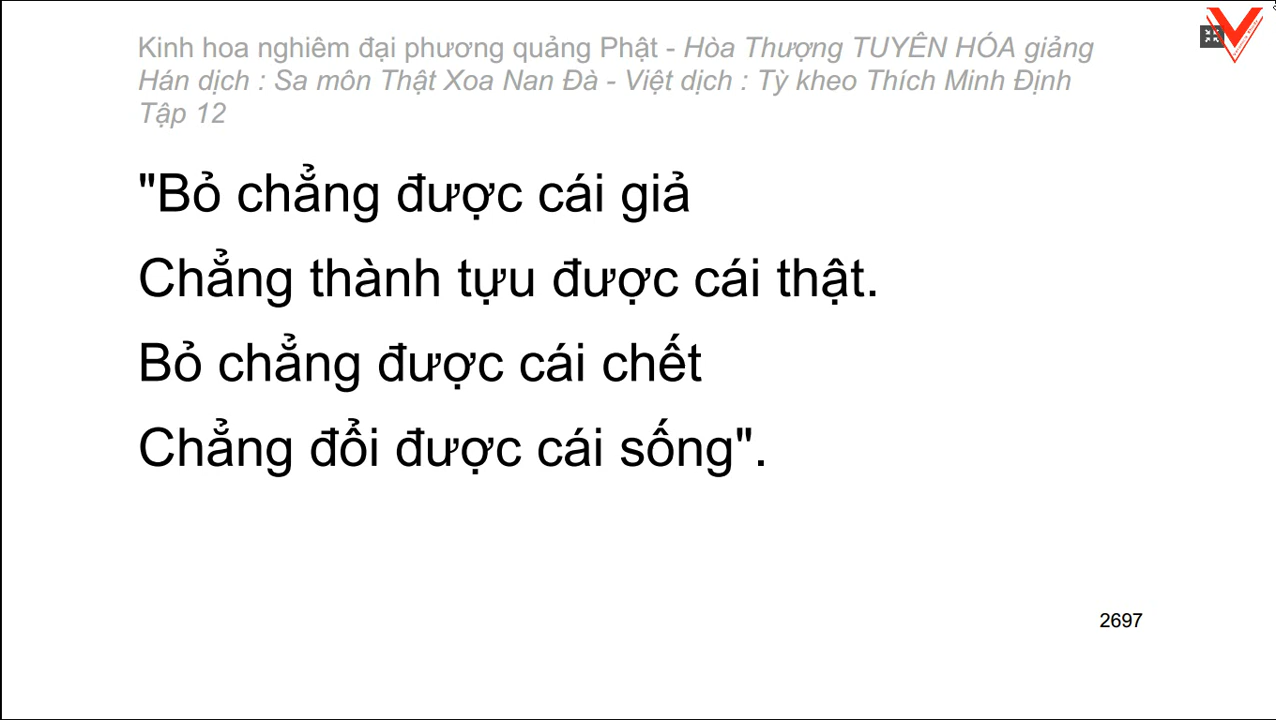 Kinh hoa nghiêm đại phương quảng Phật - Hòa Thượng TUYÊN HÓA giảng
Hán dịch : Sa môn Thật Xoa Nan Đà - Việt dịch : Tỳ kheo Thích Minh Định
Tập 12
"Bỏ chẳng được cái giả
Chẳng thành tựu được cái thật.
Bỏ chẳng được cái chết
Chẳng đổi được cái sống".
2697